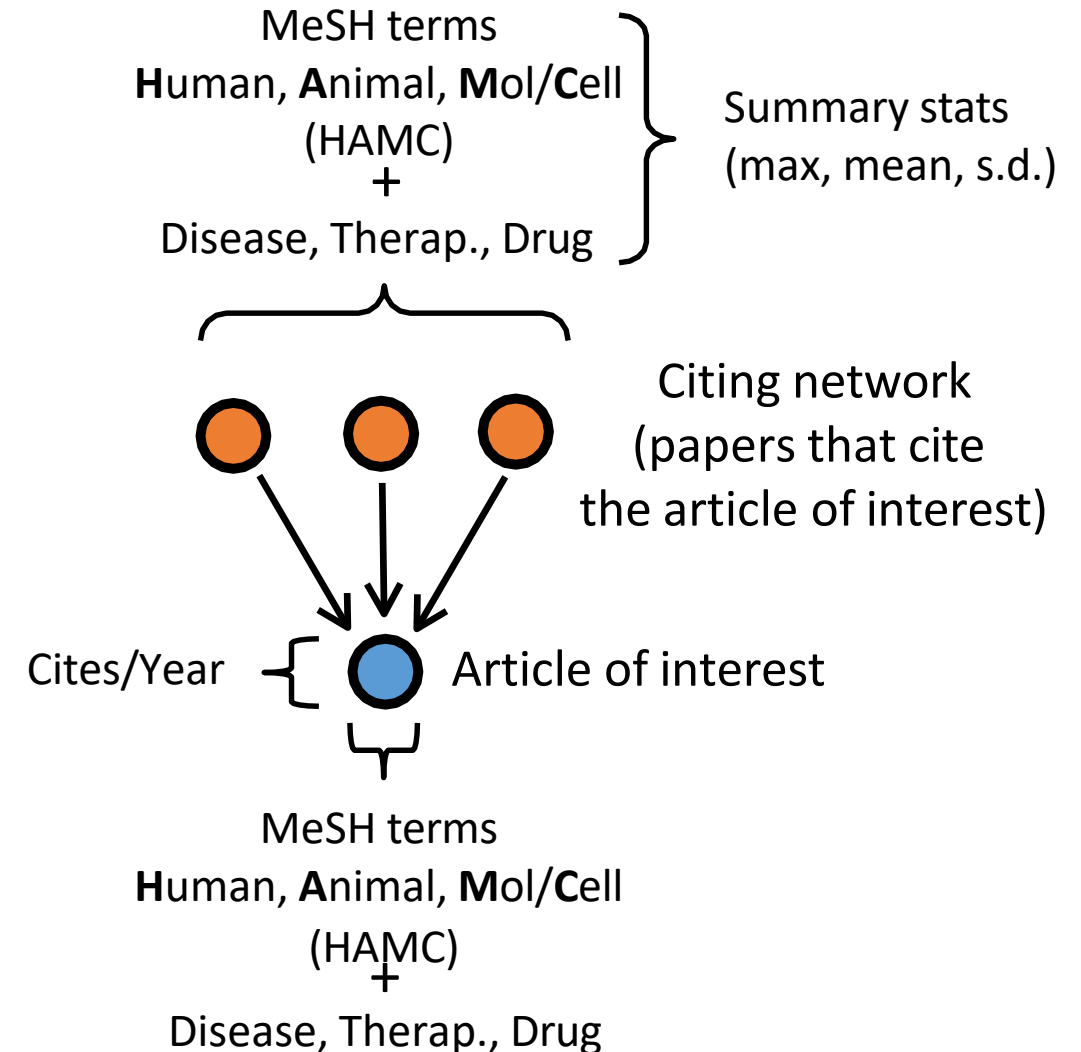 MeSH terms
Human, Animal, Mol/Cell
(HAMC)
+
Disease, Therap., Drug
Summary stats
(max, mean, s.d.)
Citing network
(papers that cite
the article of interest)
Cites/Year
Article of interest
MeSH terms
Human, Animal, Mol/Cell
(HAMC)
+
Disease, Therap., Drug